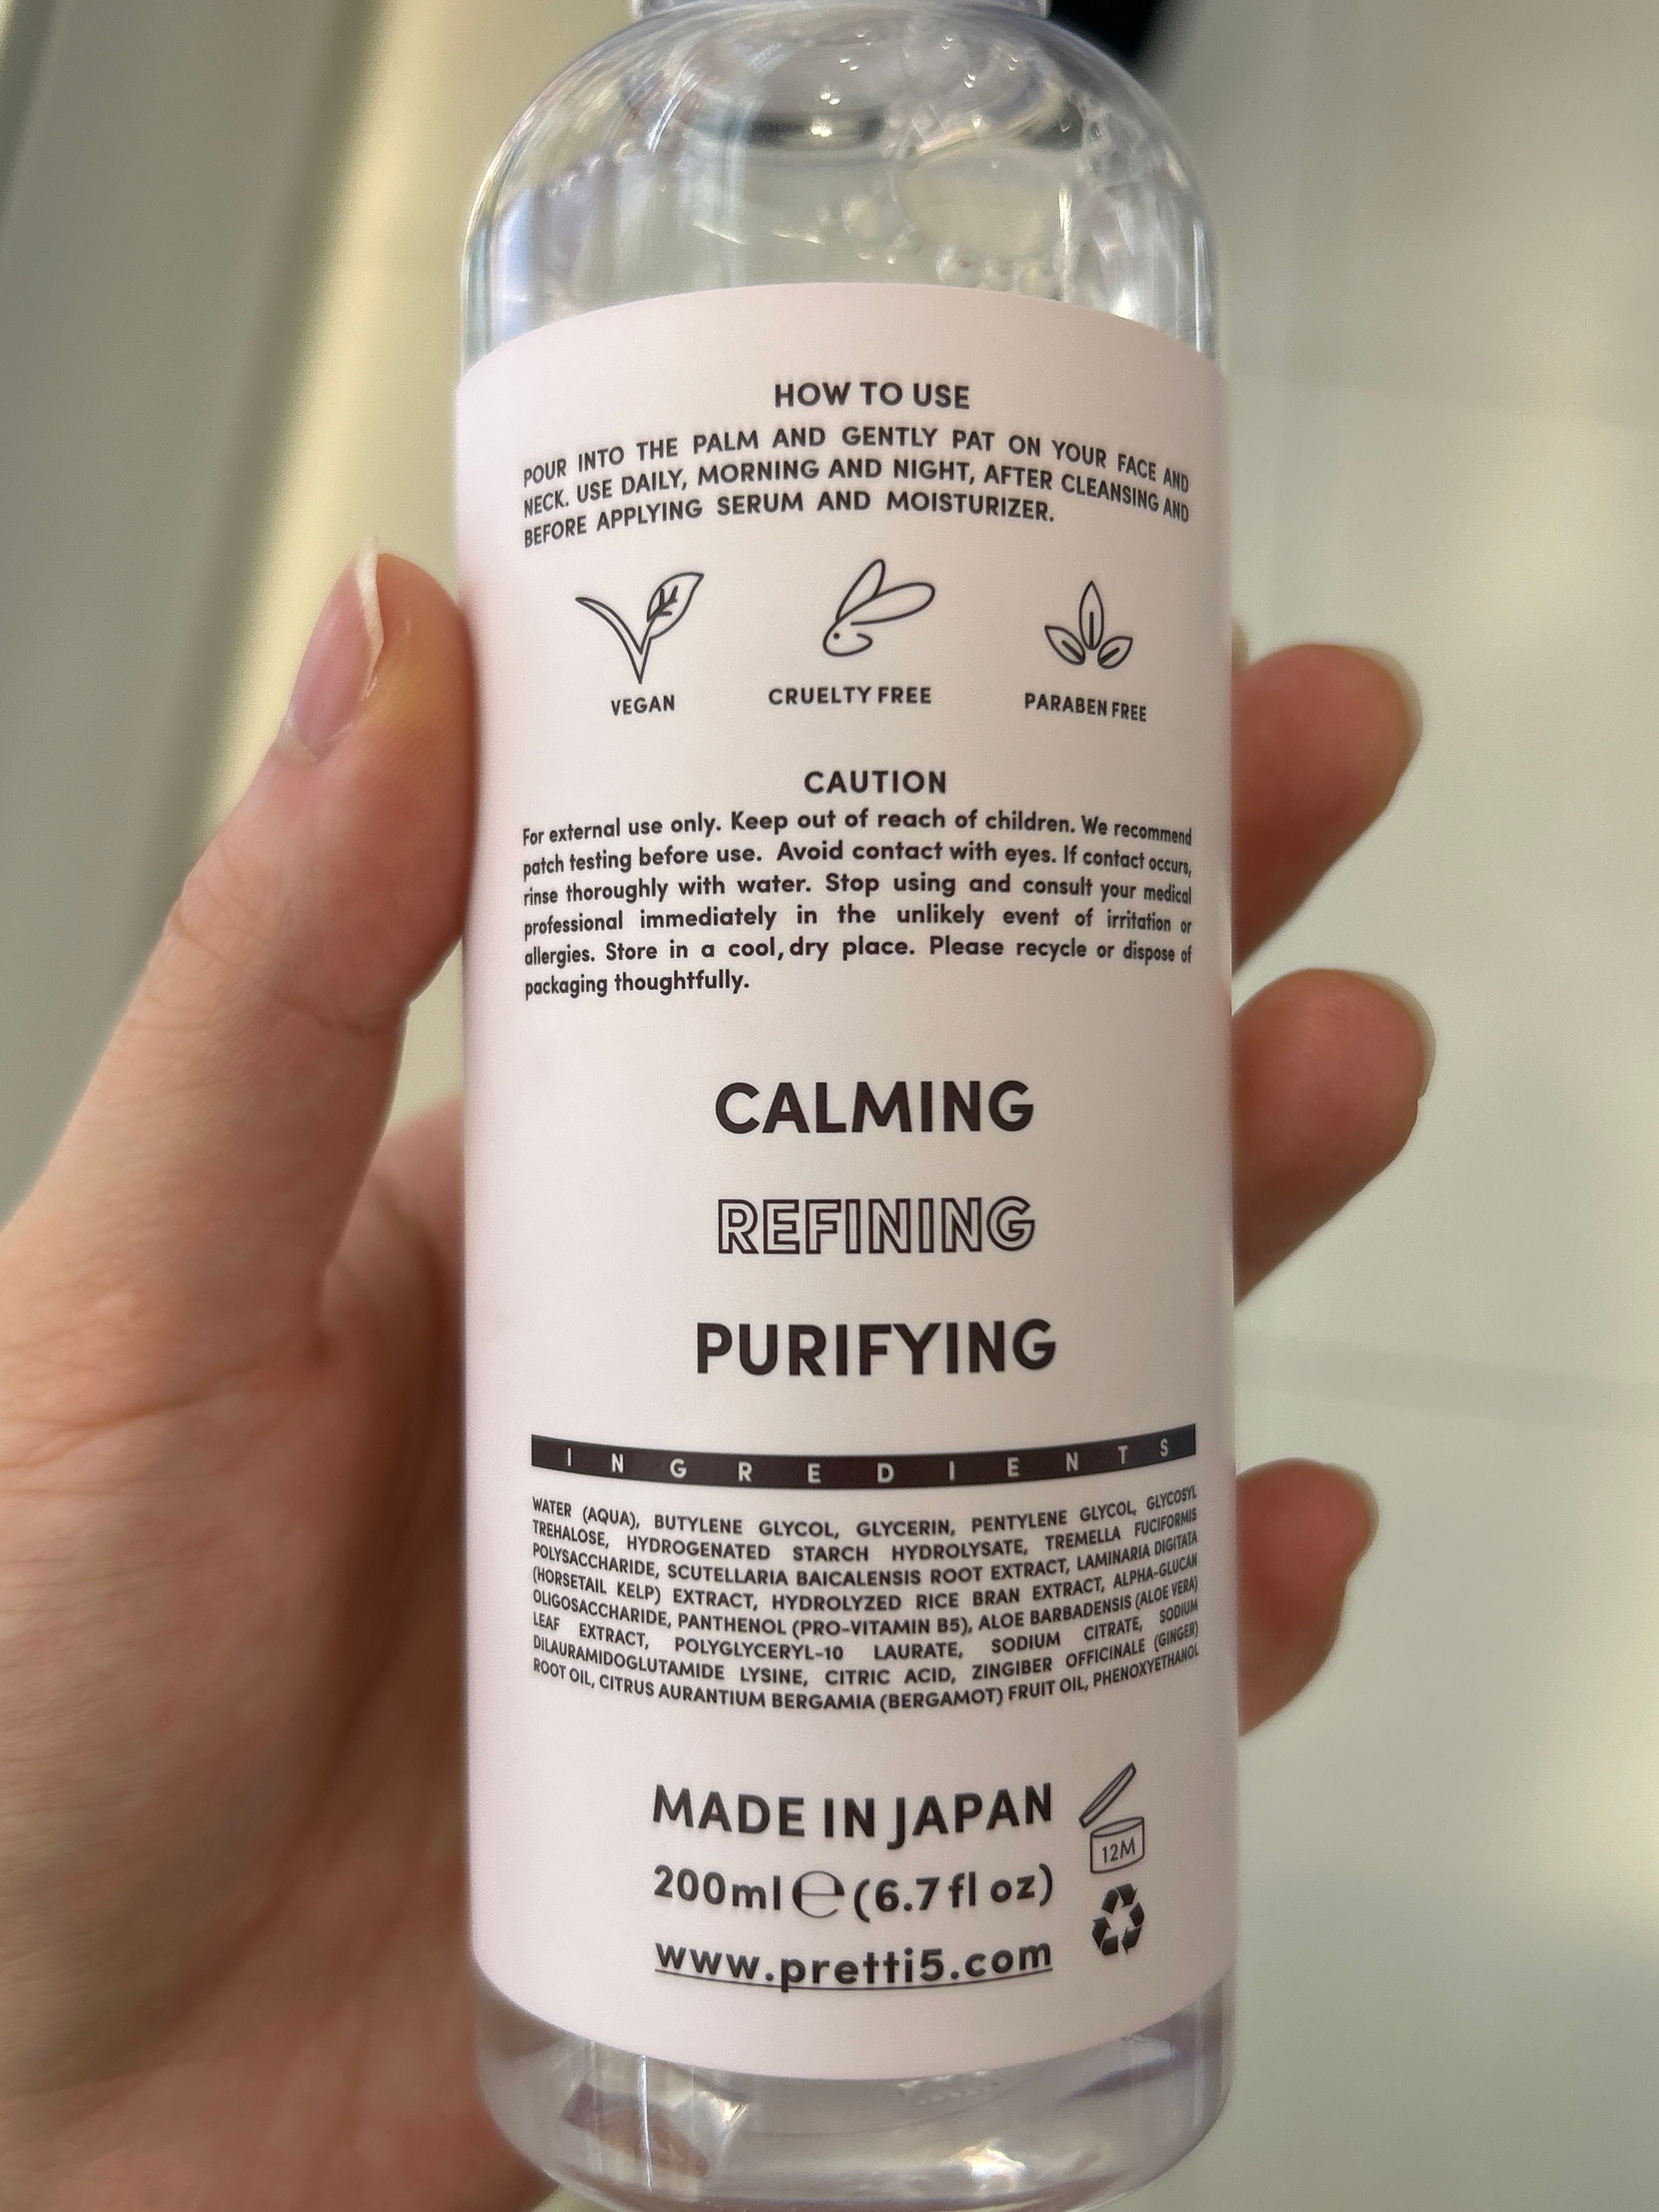 HOW TO USE
POUR INTO THE PALM AND GENTLY PAT ON YOUR FACE AND
NECK. USE DAILY, MORNING AND NIGHT, AFTER CLEANSING AND
BEFORE APPLYING SERUM AND MOISTURIZER.
VEGAN CRUELTY FREE PARABEN FREE
CAUTION
For external use only. Keep out of reach of children. We recommend
patch testing before use. Avoid contact with eyes. If contact occurs,
rinse thoroughly with water. Stop using and consult your medical
professional immediately in the unlikely event of irritation or
allergies. Store in a cool, dry place. Please recycle or dispose of
packaging thoughtfully.
CALMING
REFINING
PURIFYING
INGREDIENTS
WATER (AQUA), BUTYLENE GLYCOL, GLYCERIN, PENTYLENE GLYCOL, GLYCOSYL
TREHALOSE, HYDROGENATED STARCH HYDROLYSATE, TREMELLA FUCIFORMIS
POLYSACCHARIDE, SCUTELLARIA BAICALENSIS ROOT EXTRACT, LAMINARIA DIGITATA
(HORSETAIL KELP) EXTRACT, HYDROLYZED RICE BRAN EXTRACT, ALPHA-GLUCAN
OLIGOSACCHARIDE, PANTHENOL (PRO-VITAMIN B5), ALOE BARBADENSIS (ALOE VERA)
LEAF EXTRACT, POLYGLYCERYL-10 LAURATE, SODIUM CITRATE, SODIUM
DILAURAMIDOGLUTAMIDE LYSINE, CITRIC ACID, ZINGIBER OFFICINALE (GINGER)
ROOT OIL, CITRUS AURANTIUM BERGAMIA (BERGAMOT) FRUIT OIL, PHENOXYETHANOL
MADE IN JAPAN
12M
200ml ℮ (6.7 fl oz)
www.pretti5.com